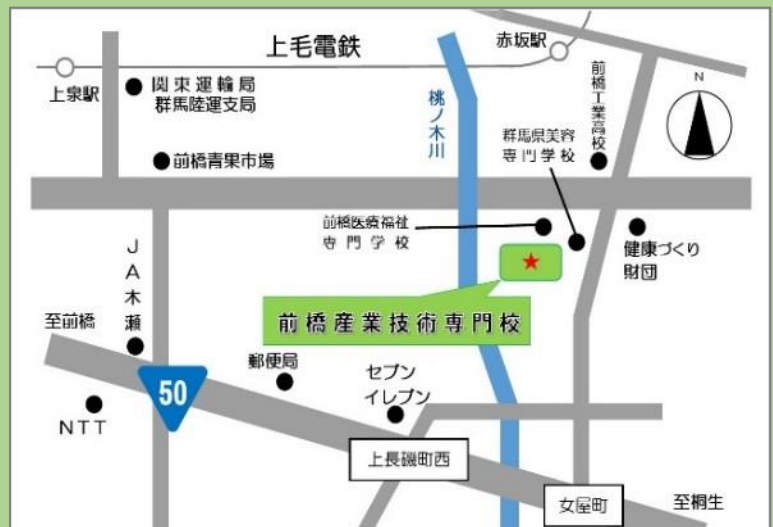 上毛電鉄
赤坂駅
上泉駅
関東運輸局
群馬陸運支局
前橋青果市場
桃ノ木川
前橋工業高校
群馬県美容
専門学校
N
前橋医療福祉
専門学校
健康づくり
財団
★
前橋産業技術専門校
JA木瀬
至前橋
50
郵便局
セブン
イレブン
NTT
上長磯町西
女屋町
至桐生